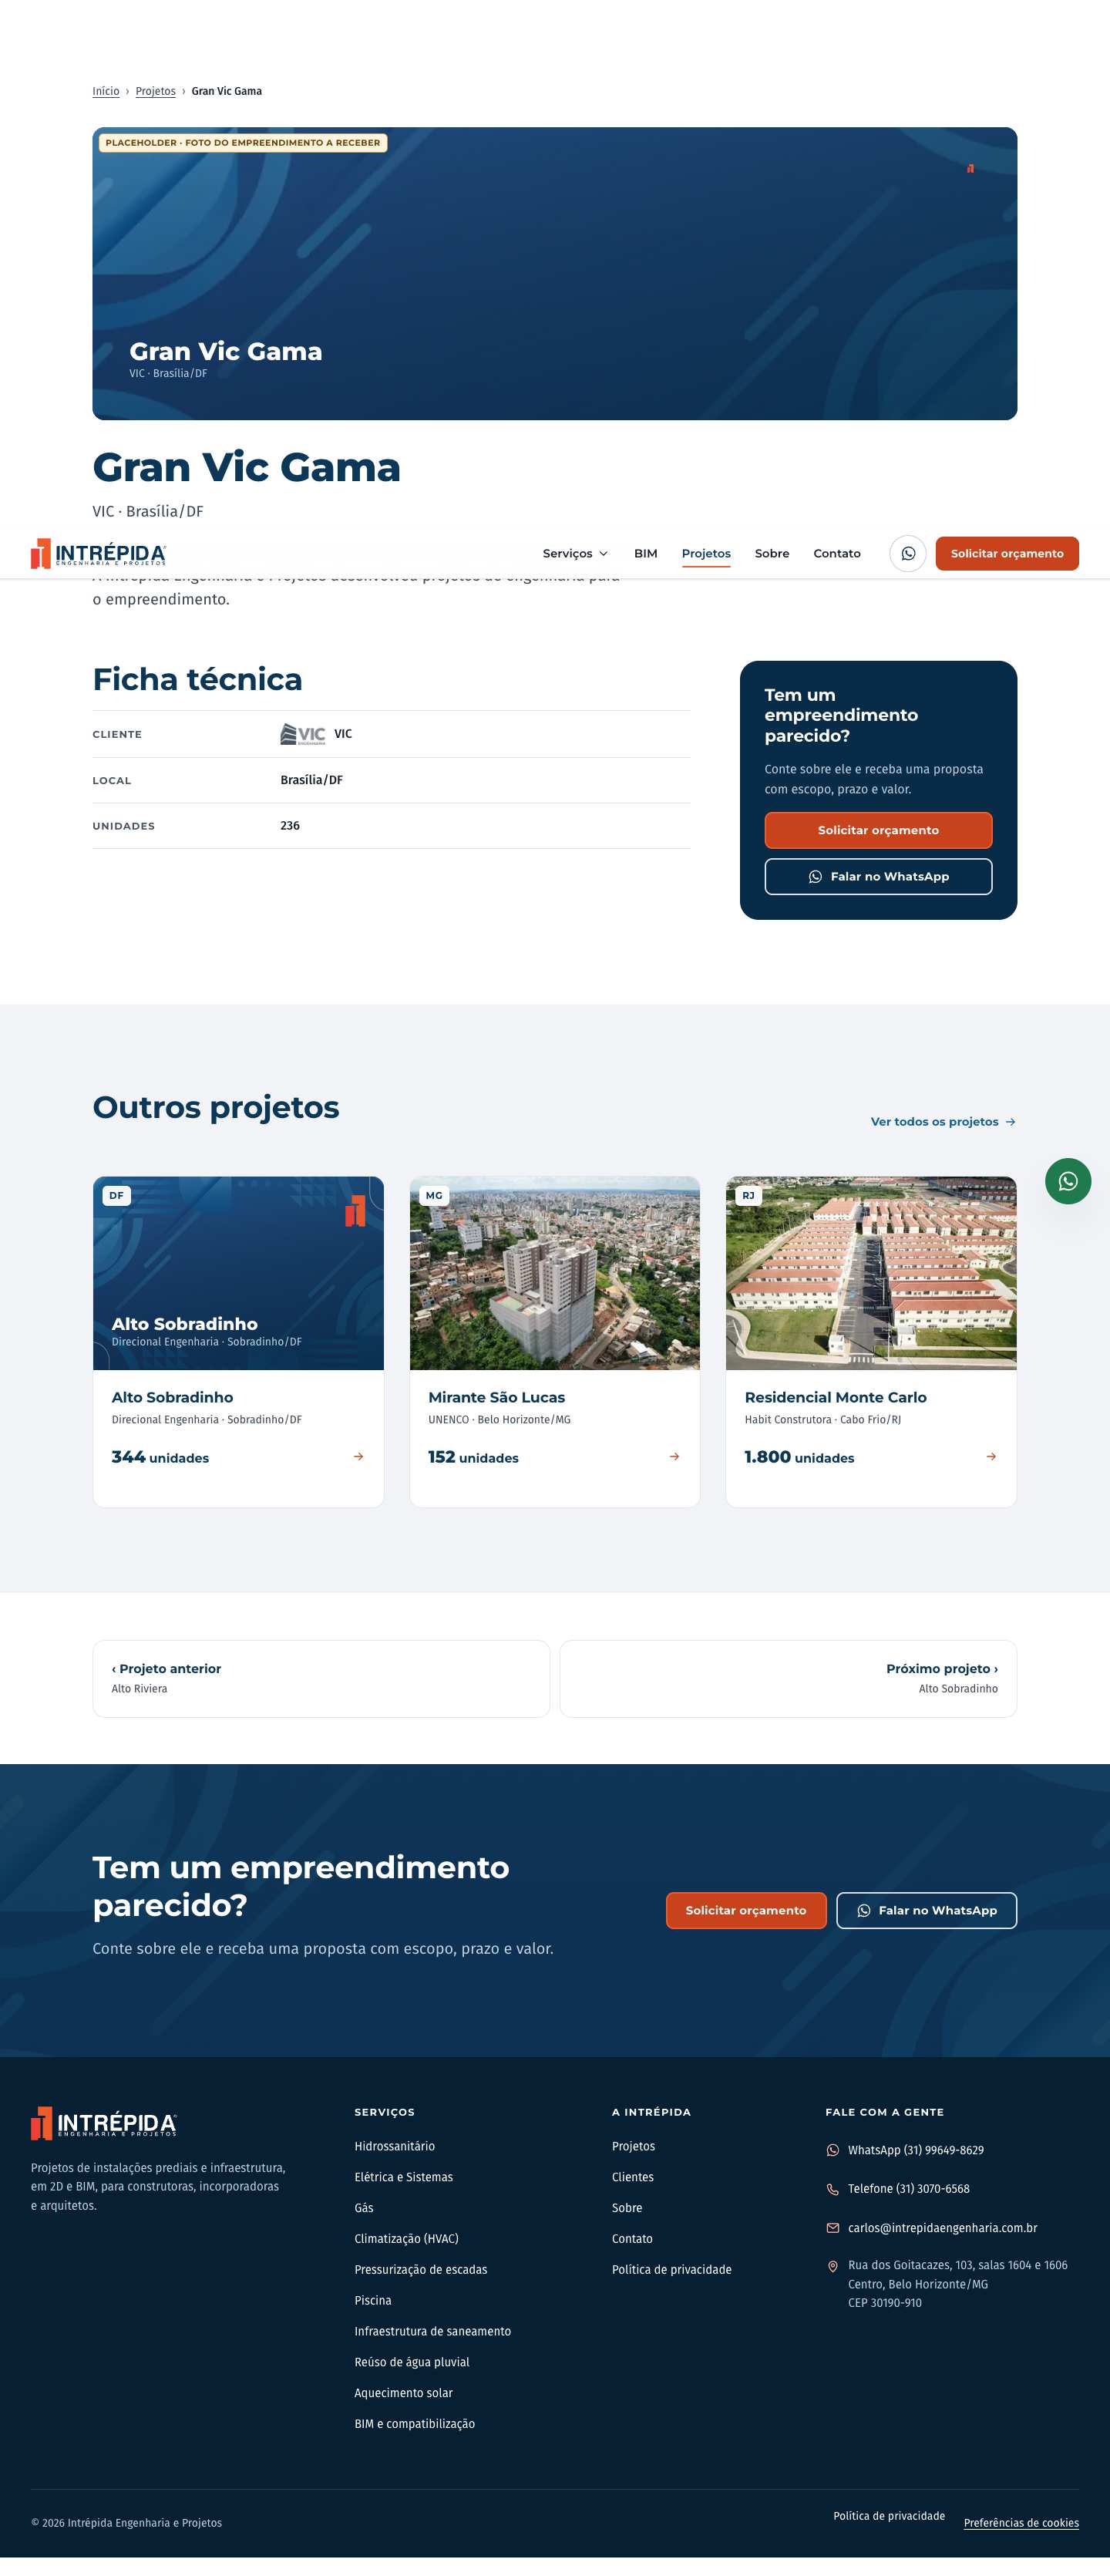 Início › Projetos › Gran Vic Gama
PLACEHOLDER · FOTO DO EMPREENDIMENTO A RECEBER
Gran Vic Gama
VIC · Brasília/DF
Gran Vic Gama
VIC · Brasília/DF
INTRÉPIDA
ENGENHARIA E PROJETOS
Serviços
BIM
Projetos
Sobre
Contato
Solicitar orçamento
A Intrépida Engenharia e Projetos desenvolveu projetos de engenharia para
o empreendimento.
Ficha técnica
CLIENTE
VIC
VIC
LOCAL
Brasília/DF
UNIDADES
236
Tem um
empreendimento
parecido?
Conte sobre ele e receba uma proposta
com escopo, prazo e valor.
Solicitar orçamento
Falar no WhatsApp
Outros projetos
Ver todos os projetos →
DF
Alto Sobradinho
Direcional Engenharia · Sobradinho/DF
Alto Sobradinho
Direcional Engenharia · Sobradinho/DF
344 unidades →
MG
Mirante São Lucas
UNENCO · Belo Horizonte/MG
152 unidades →
RJ
Residencial Monte Carlo
Habit Construtora · Cabo Frio/RJ
1.800 unidades →
‹ Projeto anterior
Alto Riviera
Próximo projeto ›
Alto Sobradinho
Tem um empreendimento
parecido?
Conte sobre ele e receba uma proposta com escopo, prazo e valor.
Solicitar orçamento
Falar no WhatsApp
INTRÉPIDA
ENGENHARIA E PROJETOS
Projetos de instalações prediais e infraestrutura,
em 2D e BIM, para construtoras, incorporadoras
e arquitetos.
SERVIÇOS
Hidrossanitário
Elétrica e Sistemas
Gás
Climatização (HVAC)
Pressurização de escadas
Piscina
Infraestrutura de saneamento
Reúso de água pluvial
Aquecimento solar
BIM e compatibilização
A INTRÉPIDA
Projetos
Clientes
Sobre
Contato
Política de privacidade
FALE COM A GENTE
WhatsApp (31) 99649-8629
Telefone (31) 3070-6568
carlos@intrepidaengenharia.com.br
Rua dos Goitacazes, 103, salas 1604 e 1606
Centro, Belo Horizonte/MG
CEP 30190-910
© 2026 Intrépida Engenharia e Projetos
Política de privacidade
Preferências de cookies